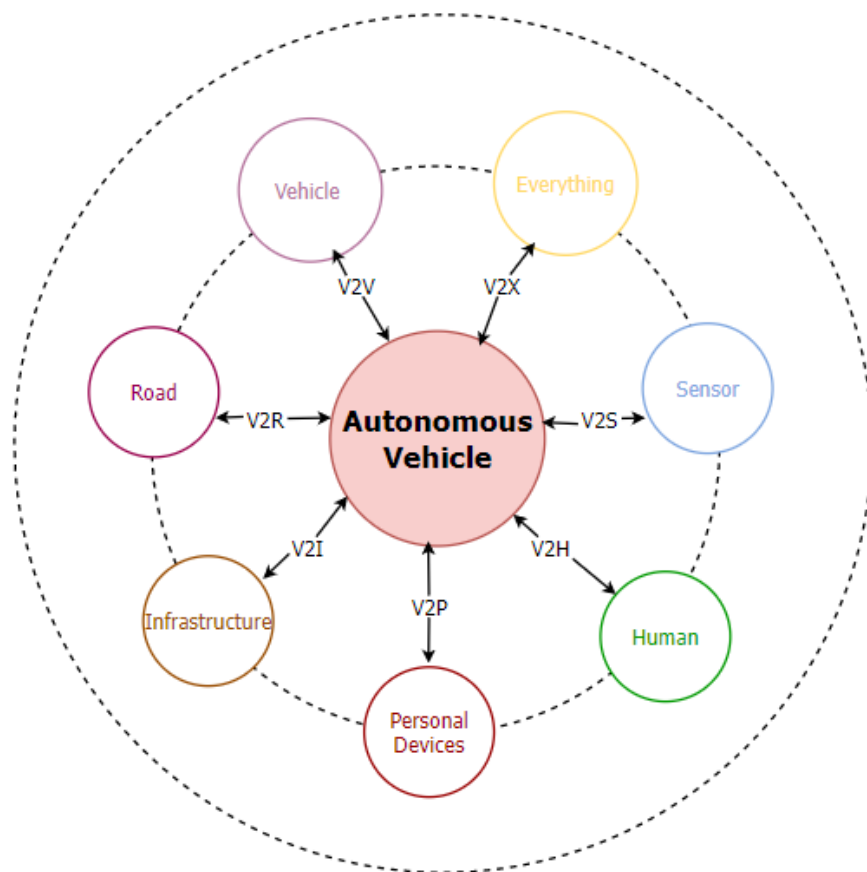 Vehicle
Everything
V2V
V2X
Road
Sensor
V2R
Autonomous
Vehicle
V2S
V2I
V2H
Infrastructure
V2P
Human
Personal
Devices